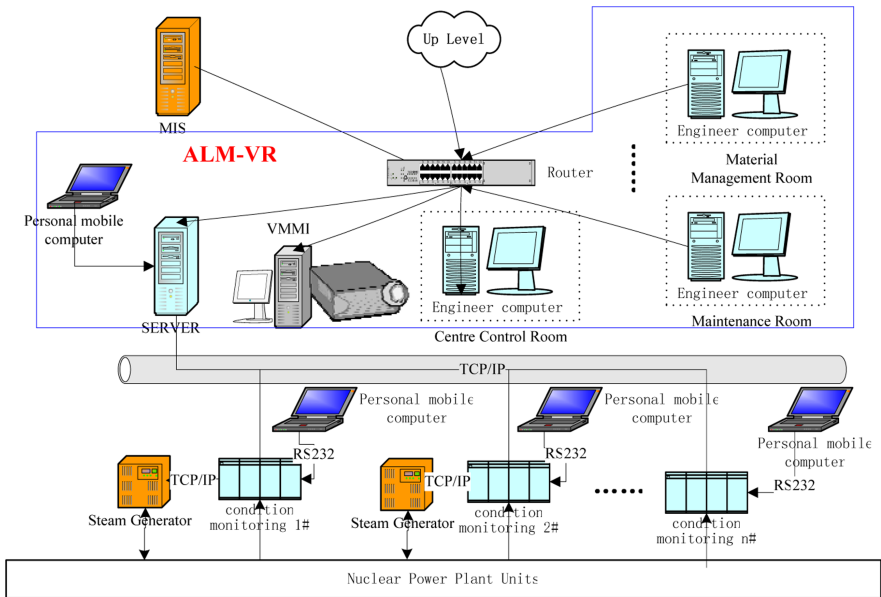 Up Level
MIS
Engineer computer
Material
Management Room
ALM-VR
Router
Personal mobile
computer
VMMI
SERVER
Engineer computer
Centre Control Room
Engineer computer
Maintenance Room
TCP/IP
Personal mobile
computer
Personal mobile
computer
Personal mobile
computer
RS232
RS232
RS232
TCP/IP
TCP/IP
Steam Generator
condition
monitoring 1#
Steam Generator
condition
monitoring 2#
condition
monitoring n#
Nuclear Power Plant Units